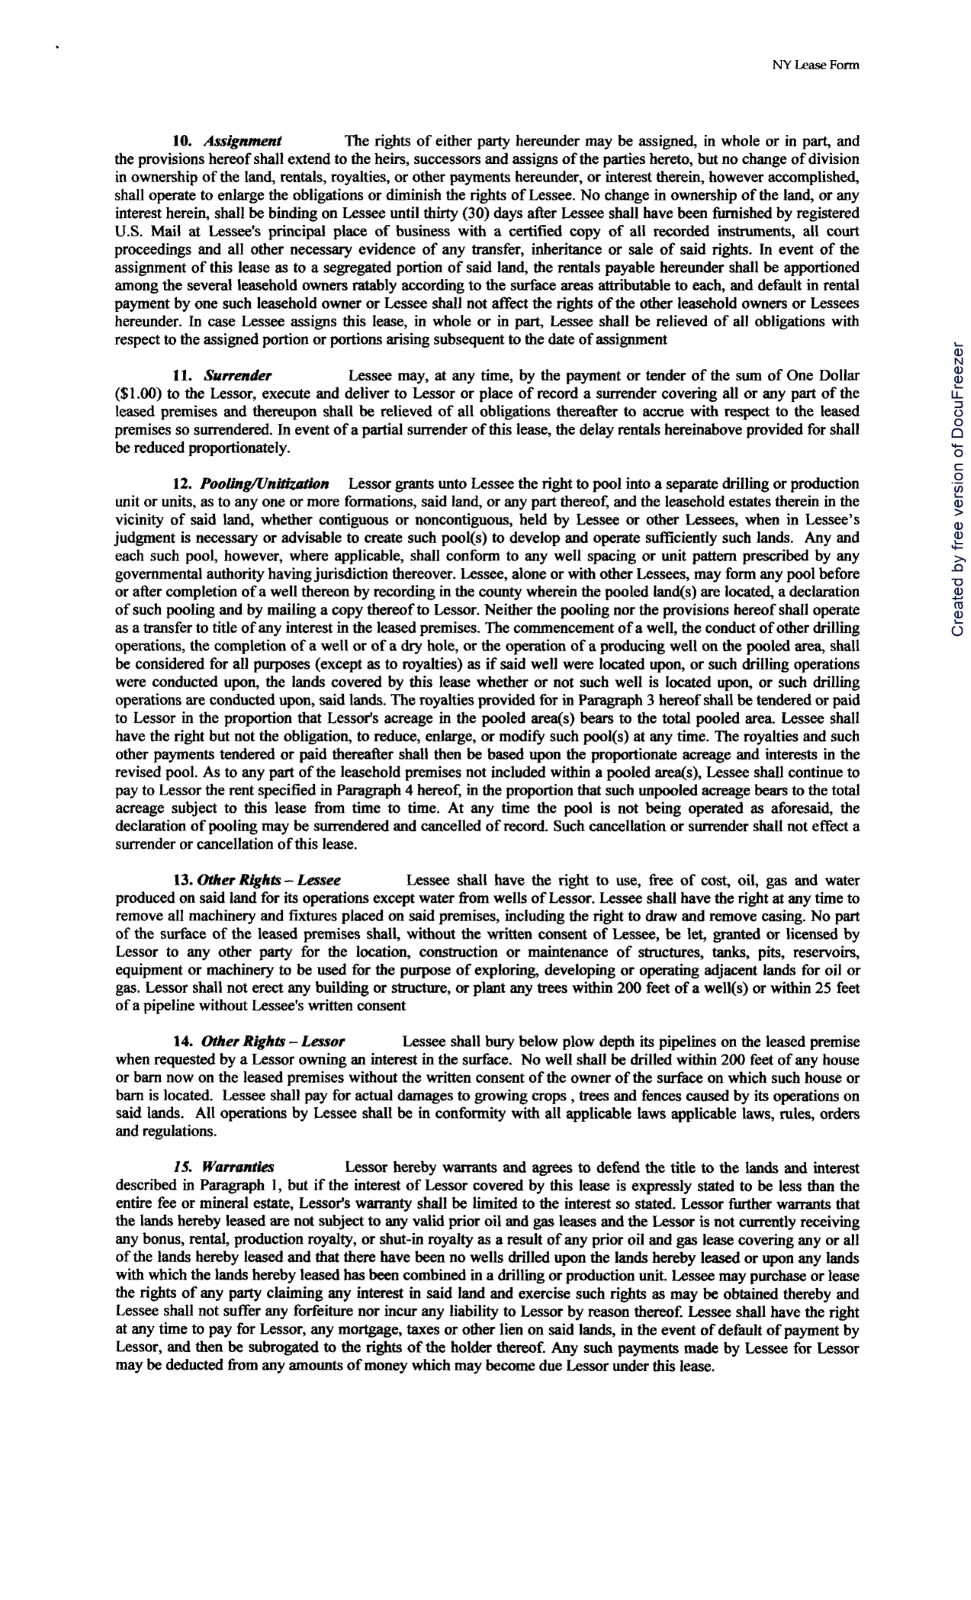 NY Lease Form
10. Assignment The rights of either party hereunder may be assigned, in whole or in part, and
the provisions hereof shall extend to the heirs, successors and assigns of the parties hereto, but no change of division
in ownership of the land, rentals, royalties, or other payments hereunder, or interest therein, however accomplished,
shall operate to enlarge the obligations or diminish the rights of Lessee. No change in ownership of the land, or any
interest herein, shall be binding on Lessee until thirty (30) days after Lessee shall have been furnished by registered
U.S. Mail at Lessee's principal place of business with a certified copy of all recorded instruments, all court
proceedings and all other necessary evidence of any transfer, inheritance or sale of said rights. In event of the
assignment of this lease as to a segregated portion of said land, the rentals payable hereunder shall be apportioned
among the several leasehold owners ratably according to the surface areas attributable to each, and default in rental
payment by one such leasehold owner or Lessee shall not affect the rights of the other leasehold owners or Lessees
hereunder. In case Lessee assigns this lease, in whole or in part, Lessee shall be relieved of all obligations with
respect to the assigned portion or portions arising subsequent to the date of assignment
11. Surrender Lessee may, at any time, by the payment or tender of the sum of One Dollar
($1.00) to the Lessor, execute and deliver to Lessor or place of record a surrender covering all or any part of the
leased premises and thereupon shall be relieved of all obligations thereafter to accrue with respect to the leased
premises so surrendered. In event of a partial surrender of this lease, the delay rentals hereinabove provided for shall
be reduced proportionately.
12. Pooling/Unitization Lessor grants unto Lessee the right to pool into a separate drilling or production
unit or units, as to any one or more formations, said land, or any part thereof, and the leasehold estates therein in the
vicinity of said land, whether contiguous or noncontiguous, held by Lessee or other Lessees, when in Lessee's
judgment is necessary or advisable to create such pool(s) to develop and operate sufficiently such lands. Any and
each such pool, however, where applicable, shall conform to any well spacing or unit pattern prescribed by any
governmental authority having jurisdiction thereover. Lessee, alone or with other Lessees, may form any pool before
or after completion of a well thereon by recording in the county wherein the pooled land(s) are located, a declaration
of such pooling and by mailing a copy thereof to Lessor. Neither the pooling nor the provisions hereof shall operate
as a transfer to title of any interest in the leased premises. The commencement of a well, the conduct of other drilling
operations, the completion of a well or of a dry hole, or the operation of a producing well on the pooled area, shall
be considered for all purposes (except as to royalties) as if said well were located upon, or such drilling operations
were conducted upon, the lands covered by this lease whether or not such well is located upon, or such drilling
operations are conducted upon, said lands. The royalties provided for in Paragraph 3 hereof shall be tendered or paid
to Lessor in the proportion that Lessor's acreage in the pooled area(s) bears to the total pooled area. Lessee shall
have the right but not the obligation, to reduce, enlarge, or modify such pool(s) at any time. The royalties and such
other payments tendered or paid thereafter shall then be based upon the proportionate acreage and interests in the
revised pool. As to any part of the leasehold premises not included within a pooled area(s), Lessee shall continue to
pay to Lessor the rent specified in Paragraph 4 hereof, in the proportion that such unpooled acreage bears to the total
acreage subject to this lease from time to time. At any time the pool is not being operated as aforesaid, the
declaration of pooling may be surrendered and cancelled of record. Such cancellation or surrender shall not effect a
surrender or cancellation of this lease.
13. Other Rights – Lessee Lessee shall have the right to use, free of cost, oil, gas and water
produced on said land for its operations except water from wells of Lessor. Lessee shall have the right at any time to
remove all machinery and fixtures placed on said premises, including the right to draw and remove casing. No part
of the surface of the leased premises shall, without the written consent of Lessee, be let, granted or licensed by
Lessor to any other party for the location, construction or maintenance of structures, tanks, pits, reservoirs,
equipment or machinery to be used for the purpose of exploring, developing or operating adjacent lands for oil or
gas. Lessor shall not erect any building or structure, or plant any trees within 200 feet of a well(s) or within 25 feet
of a pipeline without Lessee's written consent
14. Other Rights – Lessor Lessee shall bury below plow depth its pipelines on the leased premise
when requested by a Lessor owning an interest in the surface. No well shall be drilled within 200 feet of any house
or barn now on the leased premises without the written consent of the owner of the surface on which such house or
barn is located. Lessee shall pay for actual damages to growing crops , trees and fences caused by its operations on
said lands. All operations by Lessee shall be in conformity with all applicable laws applicable laws, rules, orders
and regulations.
15. Warranties Lessor hereby warrants and agrees to defend the title to the lands and interest
described in Paragraph 1, but if the interest of Lessor covered by this lease is expressly stated to be less than the
entire fee or mineral estate, Lessor's warranty shall be limited to the interest so stated. Lessor further warrants that
the lands hereby leased are not subject to any valid prior oil and gas leases and the Lessor is not currently receiving
any bonus, rental, production royalty, or shut-in royalty as a result of any prior oil and gas lease covering any or all
of the lands hereby leased and that there have been no wells drilled upon the lands hereby leased or upon any lands
with which the lands hereby leased has been combined in a drilling or production unit. Lessee may purchase or lease
the rights of any party claiming any interest in said land and exercise such rights as may be obtained thereby and
Lessee shall not suffer any forfeiture nor incur any liability to Lessor by reason thereof. Lessee shall have the right
at any time to pay for Lessor, any mortgage, taxes or other lien on said lands, in the event of default of payment by
Lessor, and then be subrogated to the rights of the holder thereof. Any such payments made by Lessee for Lessor
may be deducted from any amounts of money which may become due Lessor under this lease.
Created by free version of DocuFreezer